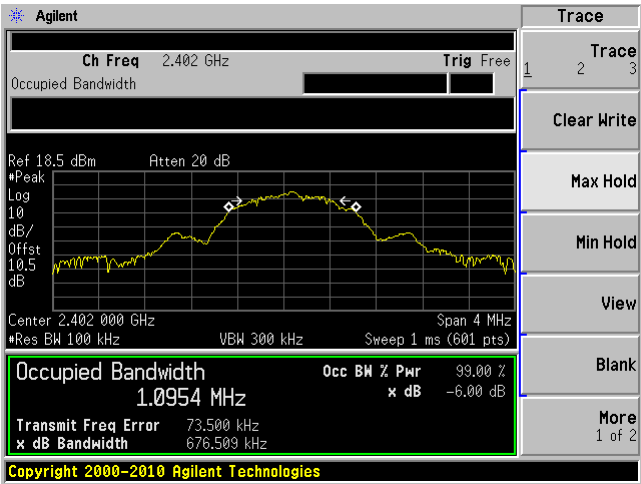 Agilent
Trace
Ch Freq 2.402 GHz Trig Free
Occupied Bandwidth
Trace
1 2 3
Clear Write
Max Hold
Min Hold
View
Blank
More
1 of 2
Ref 18.5 dBm Atten 20 dB
#Peak
Log
10
dB/
Offst
10.5
dB
Center 2.402 000 GHz Span 4 MHz
#Res BW 100 kHz VBW 300 kHz Sweep 1 ms (601 pts)
Occupied Bandwidth Occ BW % Pwr 99.00 %
1.0954 MHz x dB -6.00 dB
Transmit Freq Error 73.500 kHz
x dB Bandwidth 676.509 kHz
Copyright 2000-2010 Agilent Technologies